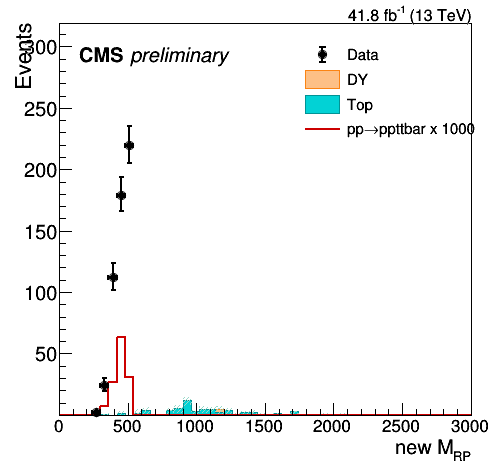 41.8 fb⁻¹ (13 TeV)
Events
CMS preliminary
Data
DY
Top
pp→ppttbar x 1000
300
250
200
150
100
50
0 500 1000 1500 2000 2500 3000
new M_RP